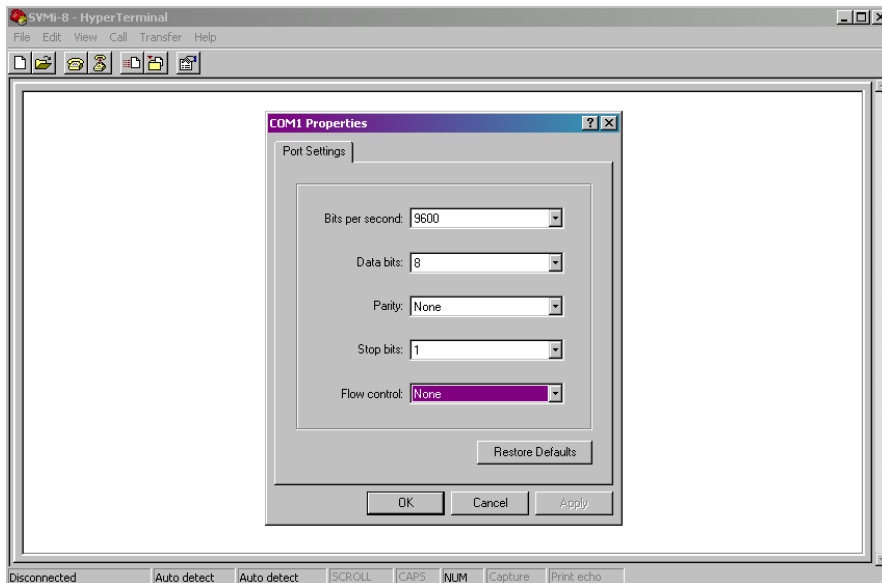 SVMi-8 - HyperTerminal
File Edit View Call Transfer Help
COM1 Properties
Port Settings
Bits per second: 9600
Data bits: 8
Parity: None
Stop bits: 1
Flow control: None
Restore Defaults
OK Cancel Apply
Disconnected Auto detect Auto detect SCROLL CAPS NUM Capture Print echo